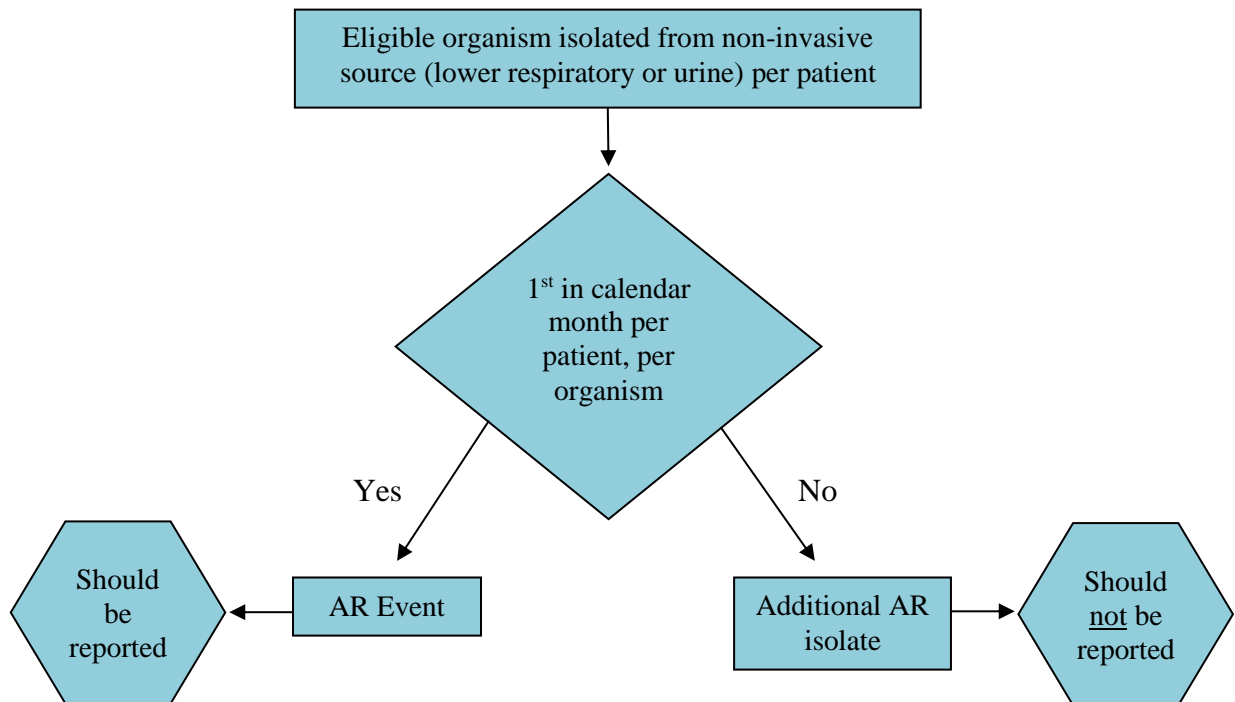 Eligible organism isolated from non-invasive
source (lower respiratory or urine) per patient
1st in calendar
month per
patient, per
organism
Yes
No
Should
be
reported
AR Event
Additional AR
isolate
Should
not be
reported